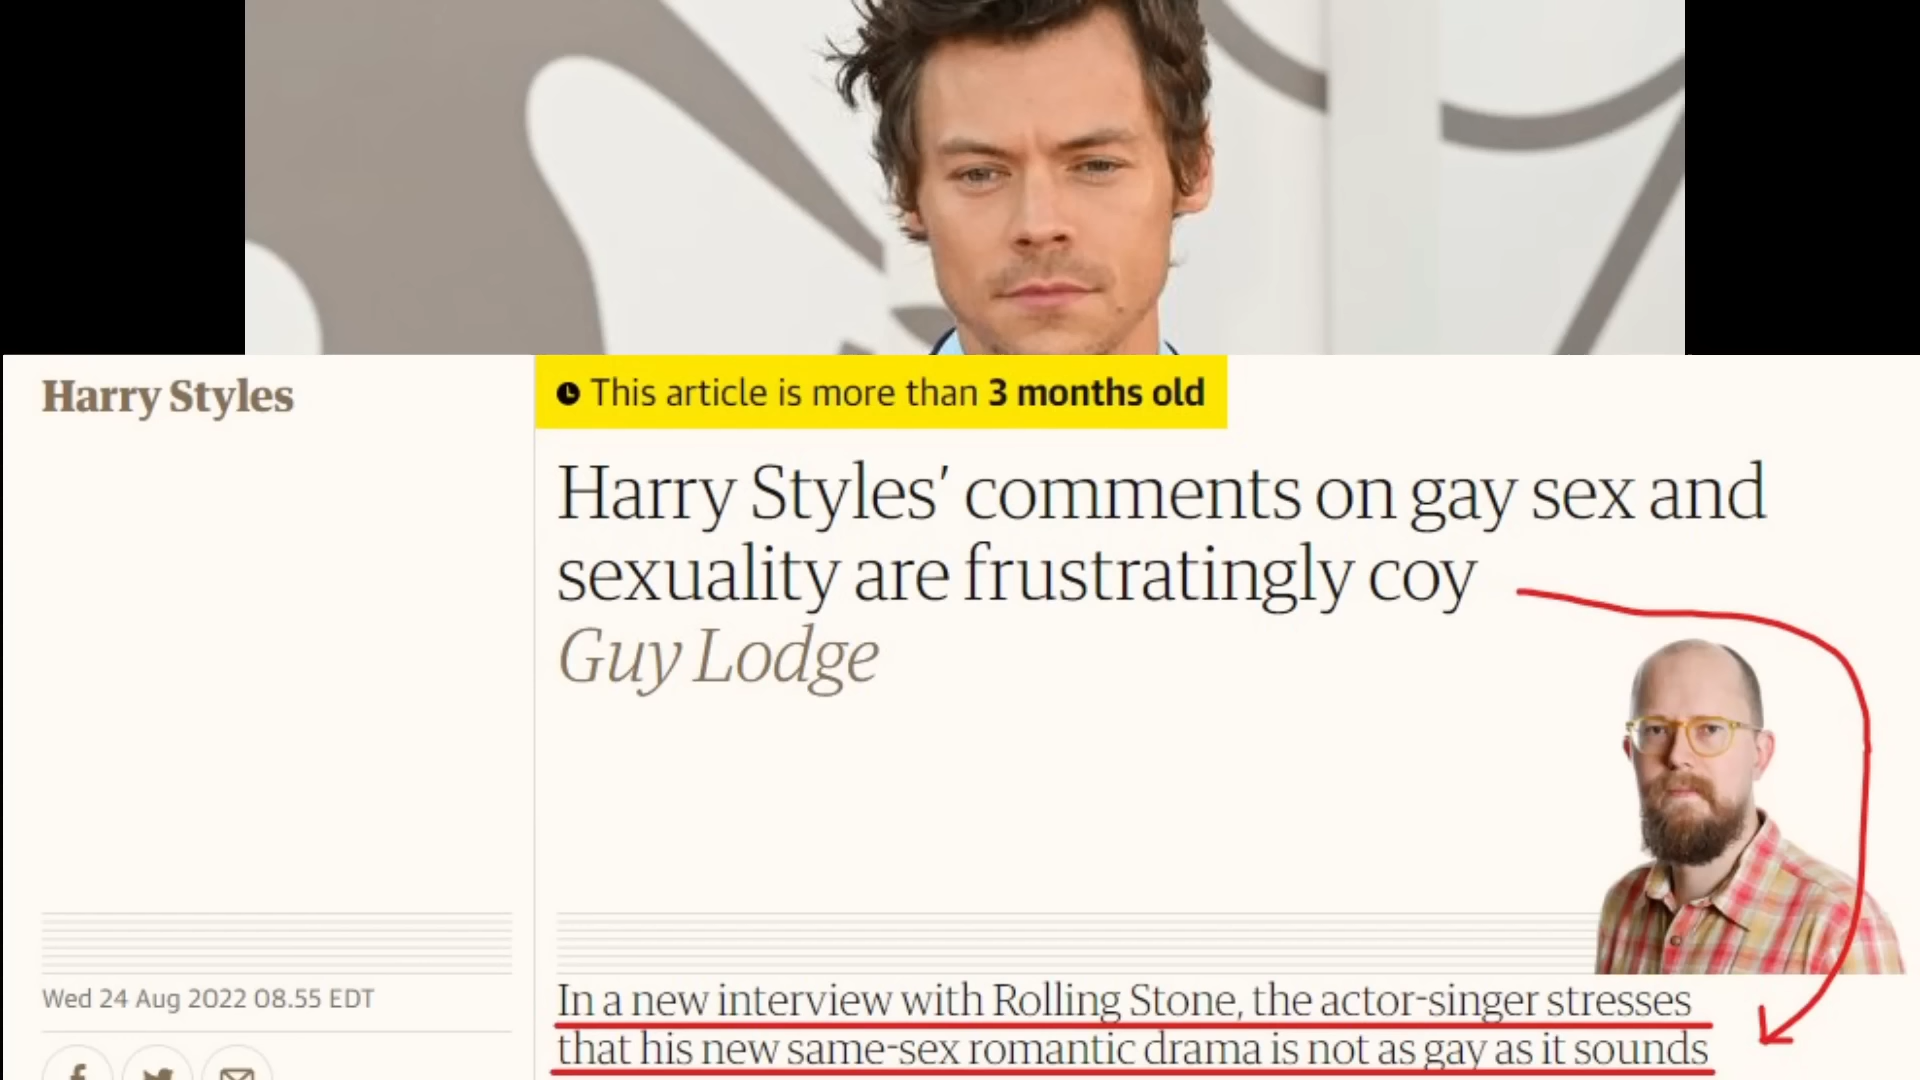 Harry Styles
This article is more than 3 months old
Harry Styles’ comments on gay sex and
sexuality are frustratingly coy
Guy Lodge
Wed 24 Aug 2022 08.55 EDT
In a new interview with Rolling Stone, the actor-singer stresses
that his new same-sex romantic drama is not as gay as it sounds